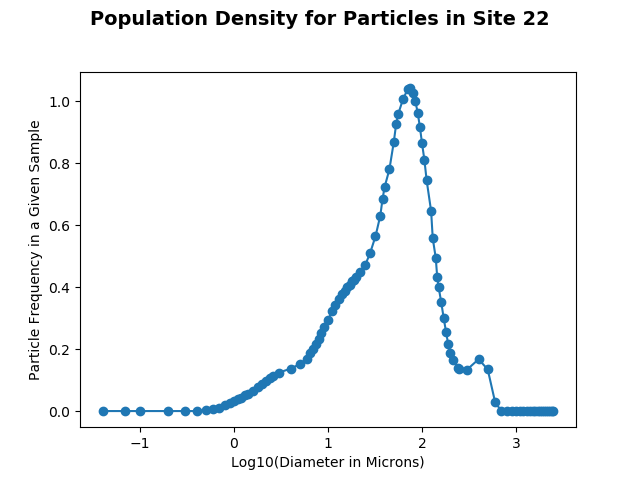 Population Density for Particles in Site 22
Particle Frequency in a Given Sample
1.0
0.8
0.6
0.4
0.2
0.0
−1 0 1 2 3
Log10(Diameter in Microns)